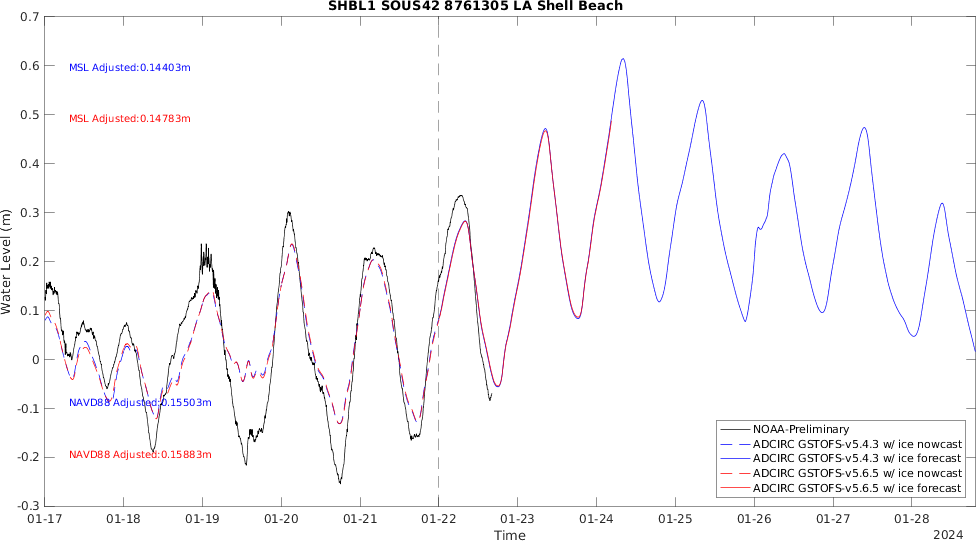 SHBL1 SOUS42 8761305 LA Shell Beach
0.7
0.6
0.5
0.4
0.3
0.2
0.1
0
-0.1
-0.2
-0.3
Water Level (m)
MSL Adjusted:0.14403m
MSL Adjusted:0.14783m
NAVD88 Adjusted:0.15503m
NAVD88 Adjusted:0.15883m
NOAA-Preliminary
ADCIRC GSTOFS-v5.4.3 w/ ice nowcast
ADCIRC GSTOFS-v5.4.3 w/ ice forecast
ADCIRC GSTOFS-v5.6.5 w/ ice nowcast
ADCIRC GSTOFS-v5.6.5 w/ ice forecast
01-17 01-18 01-19 01-20 01-21 01-22 01-23 01-24 01-25 01-26 01-27 01-28
Time
2024